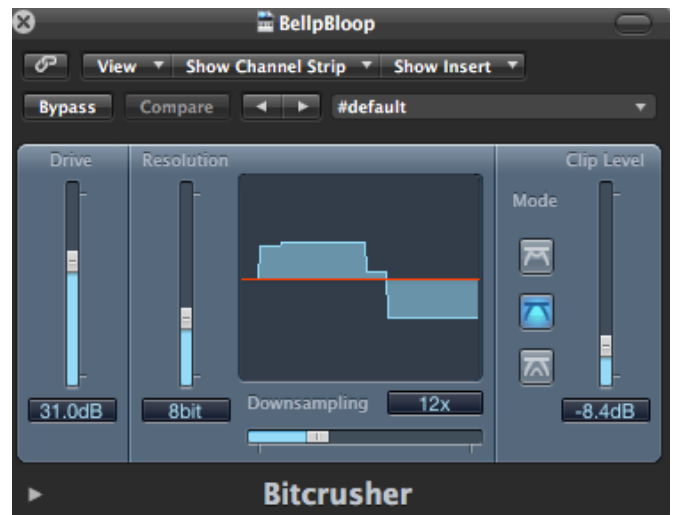 BellpBloop
View Show Channel Strip Show Insert
Bypass Compare #default
Drive Resolution Clip Level
Mode
Downsampling 12x
31.0dB 8bit -8.4dB
Bitcrusher